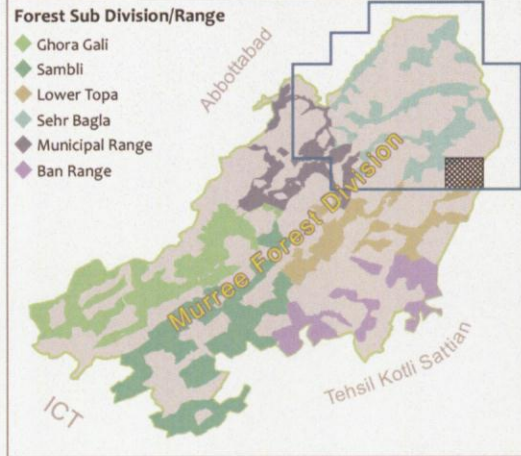 Forest Sub Division/Range
Ghora Gali
Sambli
Lower Topa
Sehr Bagla
Municipal Range
Ban Range
Abbottabad
Murree Forest Division
Tehsil Kotli Sattian
ICT